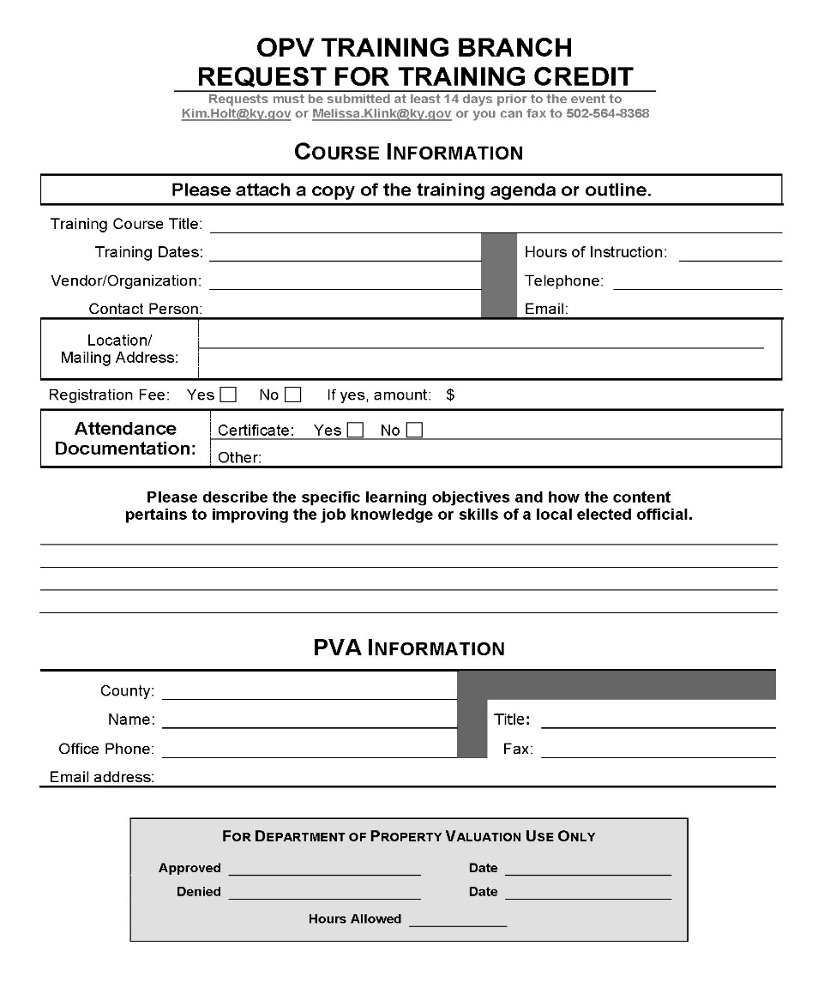 OPV TRAINING BRANCH
REQUEST FOR TRAINING CREDIT
Requests must be submitted at least 14 days prior to the event to
Kim.Holt@ky.gov or Melissa.Klink@ky.gov or you can fax to 502-564-8368
COURSE INFORMATION
Please attach a copy of the training agenda or outline.
Training Course Title:
Training Dates: Hours of Instruction:
Vendor/Organization: Telephone:
Contact Person: Email:
Location/
Mailing Address:
Registration Fee: Yes No If yes, amount: $
Attendance
Documentation:
Certificate: Yes No
Other:
Please describe the specific learning objectives and how the content
pertains to improving the job knowledge or skills of a local elected official.
PVA INFORMATION
County:
Name: Title:
Office Phone: Fax:
Email address:
FOR DEPARTMENT OF PROPERTY VALUATION USE ONLY
Approved Date
Denied Date
Hours Allowed